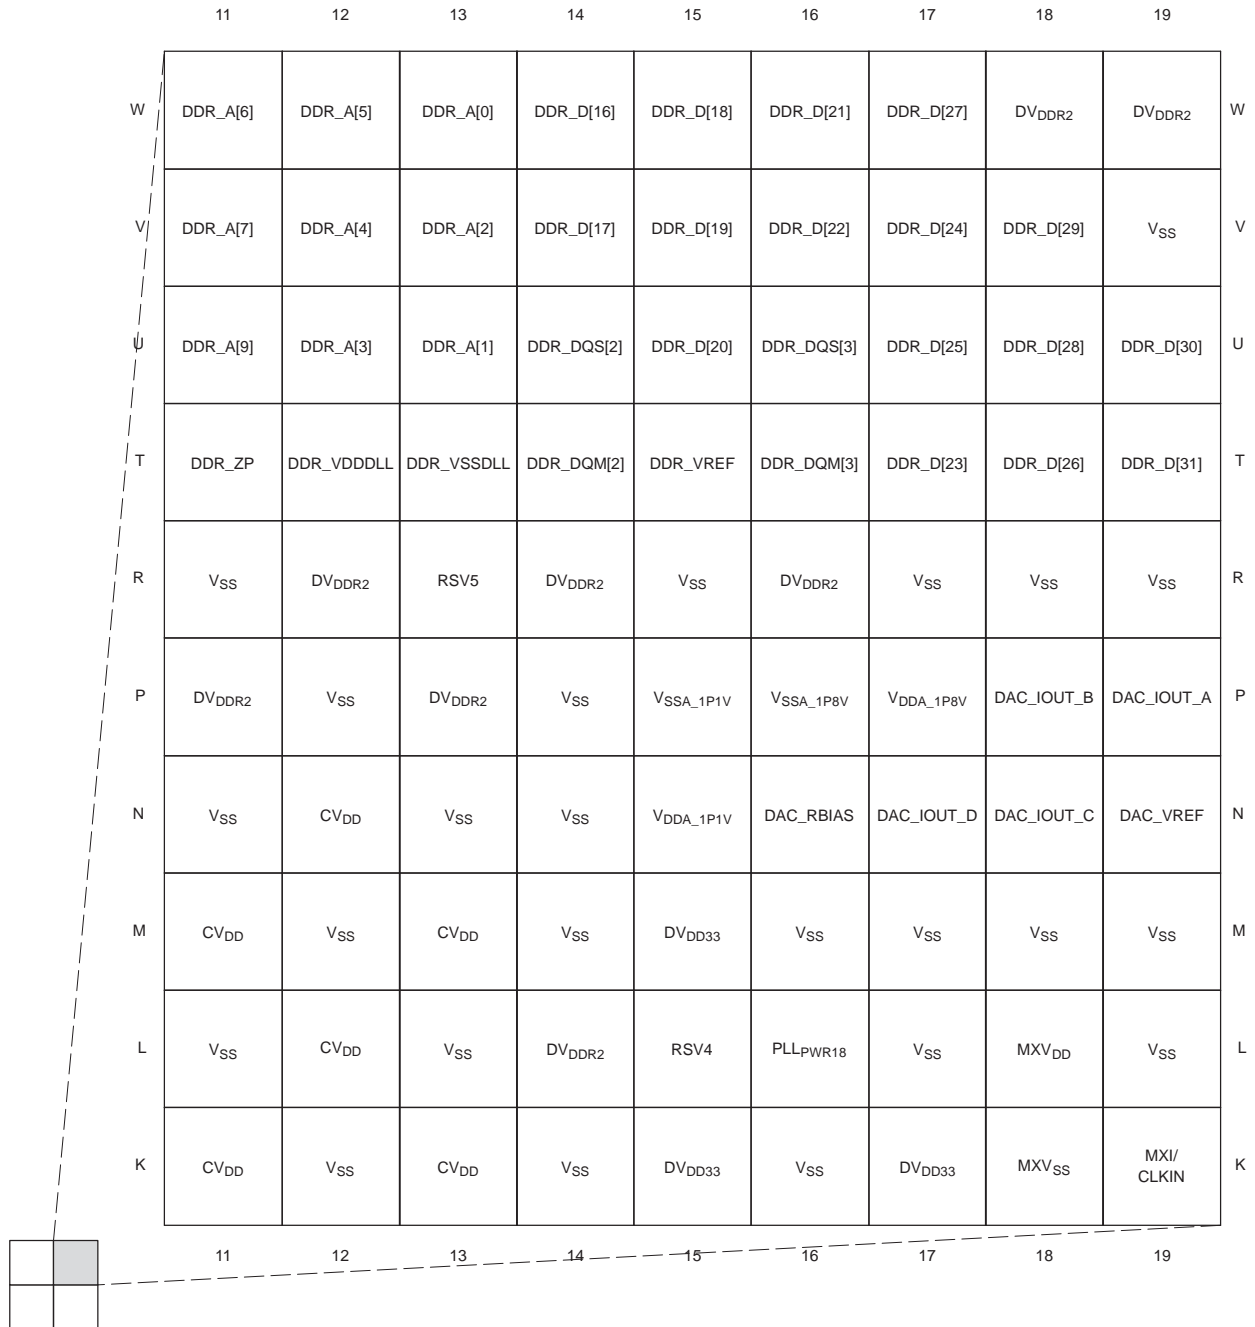 11 12 13 14 15 16 17 18 19
W DDR_A[6] DDR_A[5] DDR_A[0] DDR_D[16] DDR_D[18] DDR_D[21] DDR_D[27] DVDDR2 DVDDR2 W
V DDR_A[7] DDR_A[4] DDR_A[2] DDR_D[17] DDR_D[19] DDR_D[22] DDR_D[24] DDR_D[29] VSS V
U DDR_A[9] DDR_A[3] DDR_A[1] DDR_DQS[2] DDR_D[20] DDR_DQS[3] DDR_D[25] DDR_D[28] DDR_D[30] U
T DDR_ZP DDR_VDDDLL DDR_VSSDLL DDR_DQM[2] DDR_VREF DDR_DQM[3] DDR_D[23] DDR_D[26] DDR_D[31] T
R VSS DVDDR2 RSV5 DVDDR2 VSS DVDDR2 VSS VSS VSS R
P DVDDR2 VSS DVDDR2 VSS VSSA_1P1V VSSA_1P8V VDDA_1P8V DAC_IOUT_B DAC_IOUT_A P
N VSS CVDD VSS VSS VDDA_1P1V DAC_RBIAS DAC_IOUT_D DAC_IOUT_C DAC_VREF N
M CVDD VSS CVDD VSS DVDD33 VSS VSS VSS VSS M
L VSS CVDD VSS DVDDR2 RSV4 PLLPWR18 VSS MXVDD VSS L
K CVDD VSS CVDD VSS DVDD33 VSS DVDD33 MXVSS MXI/ CLKIN K
11 12 13 14 15 16 17 18 19